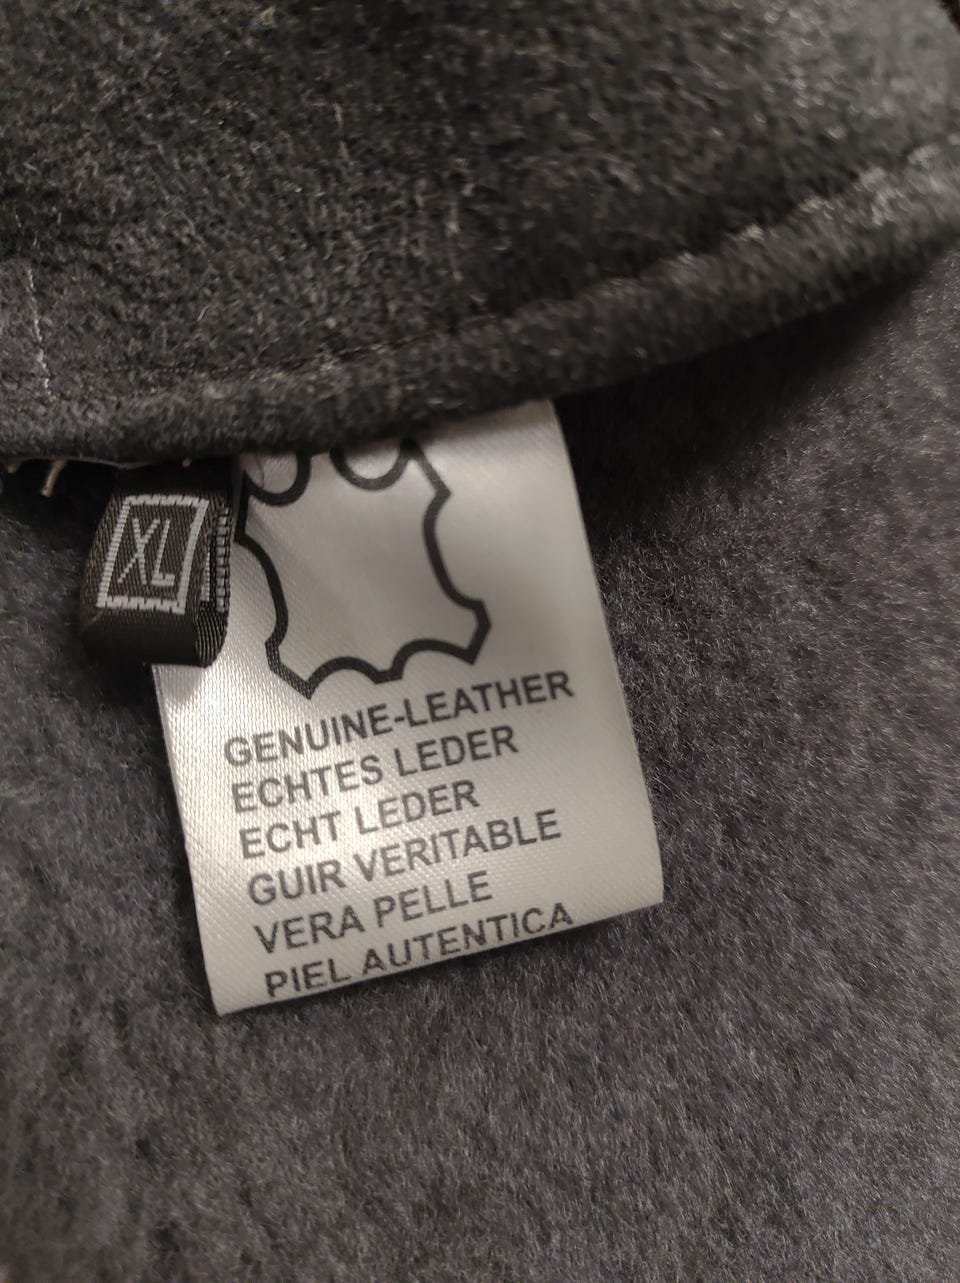 XL
GENUINE-LEATHER
ECHTES LEDER
ECHT LEDER
GUIR VERITABLE
VERA PELLE
PIEL AUTENTICA